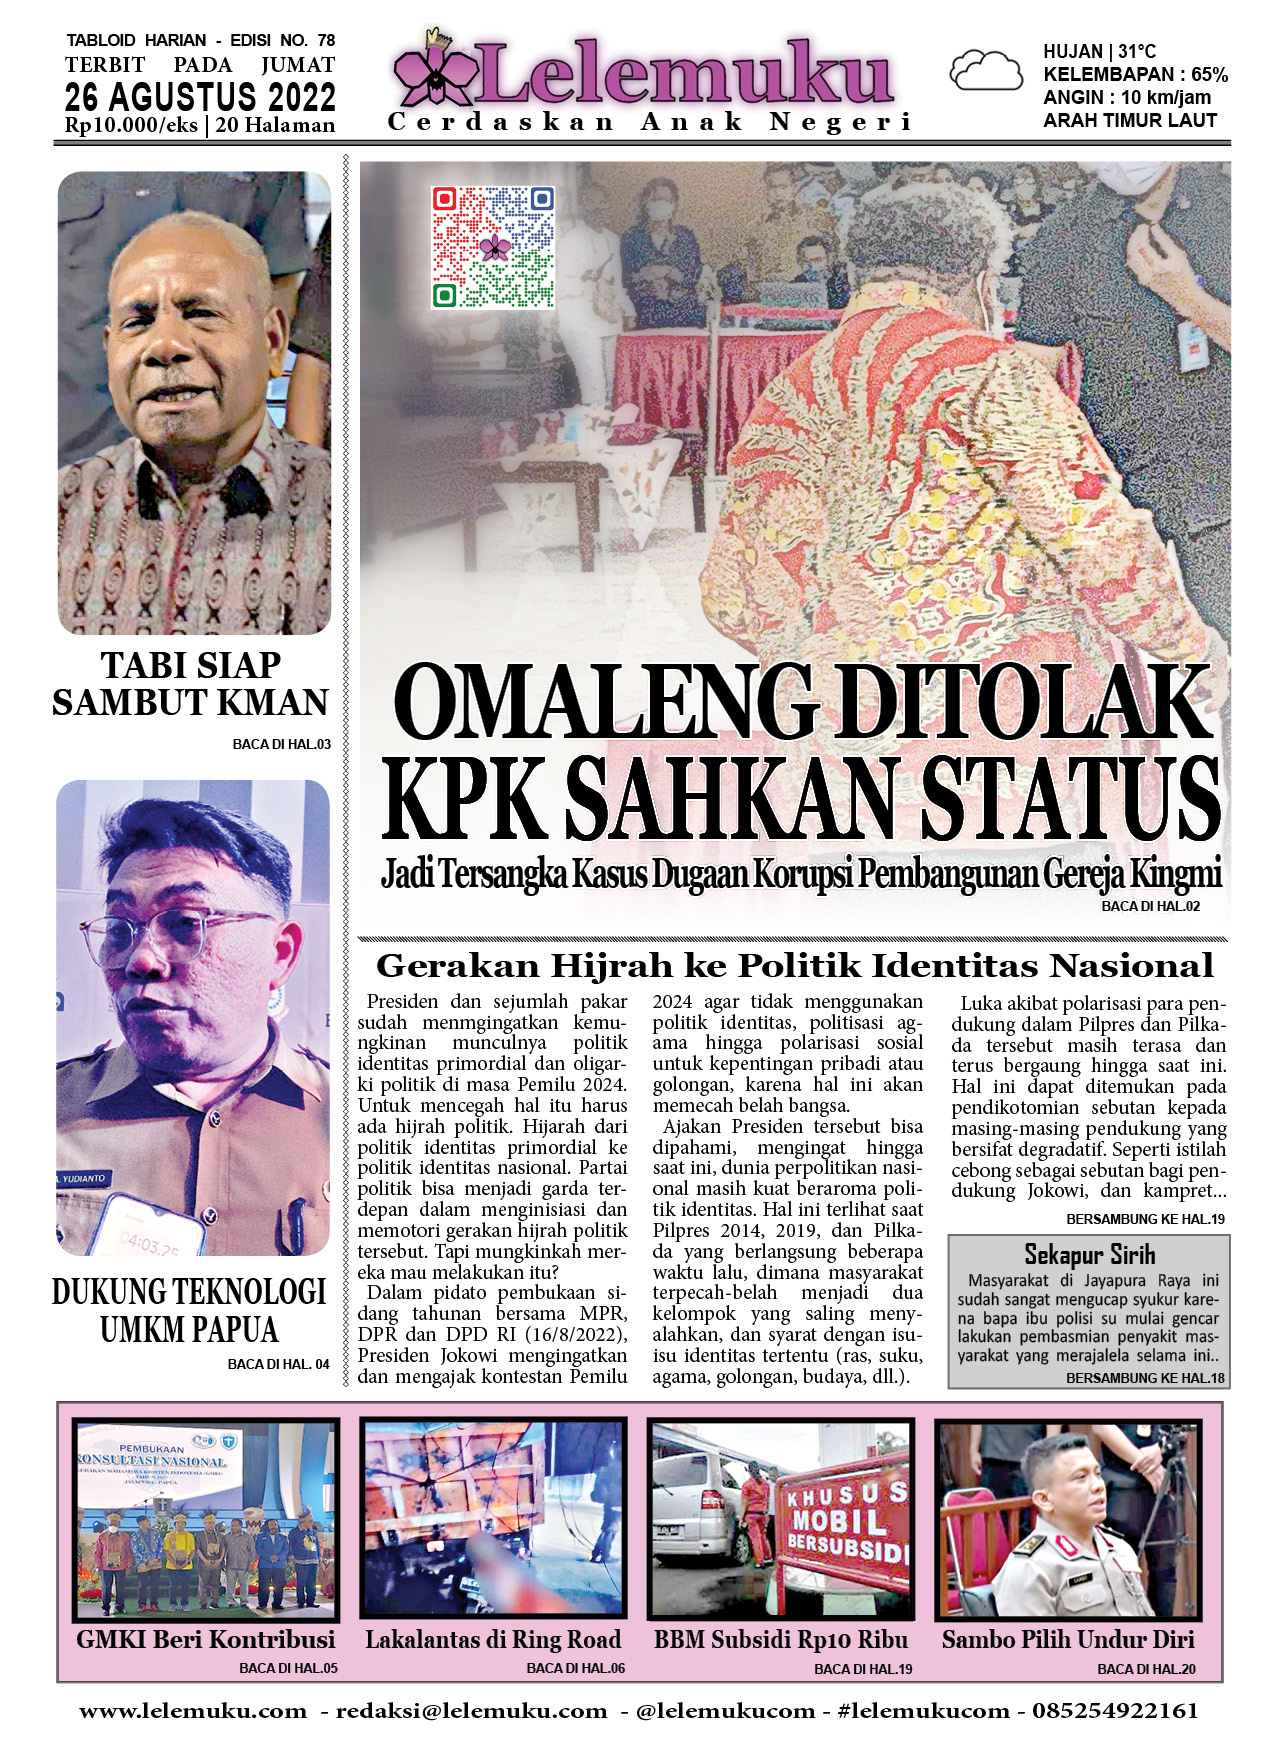 TABLOID HARIAN - EDISI NO. 78
TERBIT PADA JUMAT
26 AGUSTUS 2022
Rp10.000/eks | 20 Halaman
Lelemuku
Cerdaskan Anak Negeri
HUJAN | 31°C
KELEMBAPAN : 65%
ANGIN : 10 km/jam
ARAH TIMUR LAUT
TABI SIAP
SAMBUT KMAN
BACA DI HAL.03
A. YUDIANTO
04:03.25
DUKUNG TEKNOLOGI
UMKM PAPUA
BACA DI HAL. 04
OMALENG DITOLAK
KPK SAHKAN STATUS
Jadi Tersangka Kasus Dugaan Korupsi Pembangunan Gereja Kingmi
BACA DI HAL.02
Gerakan Hijrah ke Politik Identitas Nasional
Presiden dan sejumlah pakar
sudah menmgingatkan kemu-
ngkinan munculnya politik
identitas primordial dan oligar-
ki politik di masa Pemilu 2024.
Untuk mencegah hal itu harus
ada hijrah politik. Hijarah dari
politik identitas primordial ke
politik identitas nasional. Partai
politik bisa menjadi garda ter-
depan dalam menginisiasi dan
memotori gerakan hijrah politik
tersebut. Tapi mungkinkah mer-
eka mau melakukan itu?
Dalam pidato pembukaan si-
dang tahunan bersama MPR,
DPR dan DPD RI (16/8/2022),
Presiden Jokowi mengingatkan
dan mengajak kontestan Pemilu
2024 agar tidak menggunakan
politik identitas, politisasi ag-
ama hingga polarisasi sosial
untuk kepentingan pribadi atau
golongan, karena hal ini akan
memecah belah bangsa.
Ajakan Presiden tersebut bisa
dipahami, mengingat hingga
saat ini, dunia perpolitikan nasi-
onal masih kuat beraroma poli-
tik identitas. Hal ini terlihat saat
Pilpres 2014, 2019, dan Pilka-
da yang berlangsung beberapa
waktu lalu, dimana masyarakat
terpecah-belah menjadi dua
kelompok yang saling meny-
alahkan, dan syarat dengan isu-
isu identitas tertentu (ras, suku,
agama, golongan, budaya, dll.).
Luka akibat polarisasi para pen-
dukung dalam Pilpres dan Pilka-
da tersebut masih terasa dan
terus bergaung hingga saat ini.
Hal ini dapat ditemukan pada
pendikotomian sebutan kepada
masing-masing pendukung yang
bersifat degradatif. Seperti istilah
cebong sebagai sebutan bagi pen-
dukung Jokowi, dan kampret...
BERSAMBUNG KE HAL.19
Sekapur Sirih
Masyarakat di Jayapura Raya ini
sudah sangat mengucap syukur kare-
na bapa ibu polisi su mulai gencar
lakukan pembasmian penyakit mas-
yarakat yang merajalela selama ini..
BERSAMBUNG KE HAL.18
PEMBUKAAN
KONSULTASI NASIONAL
GERAKAN MAHASISWA KRISTEN INDONESIA (GMKI)
JAYAPURA - PAPUA
GMKI Beri Kontribusi
BACA DI HAL.05
Lakalantas di Ring Road
BACA DI HAL.06
KHUSUS
MOBIL
BERSUBSIDI
BBM Subsidi Rp10 Ribu
BACA DI HAL.19
SAMBO
Sambo Pilih Undur Diri
BACA DI HAL.20
www.lelemuku.com - redaksi@lelemuku.com - @lelemukucom - #lelemukucom - 085254922161